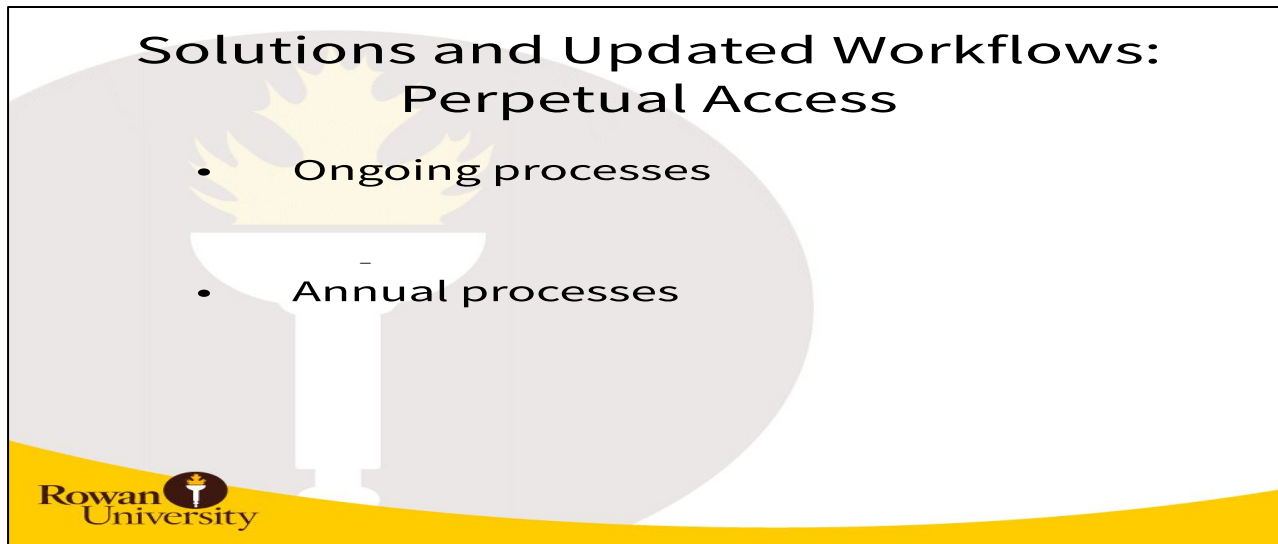 Solutions and Updated Workflows:
Perpetual Access
• Ongoing processes
–
• Annual processes
Rowan
University